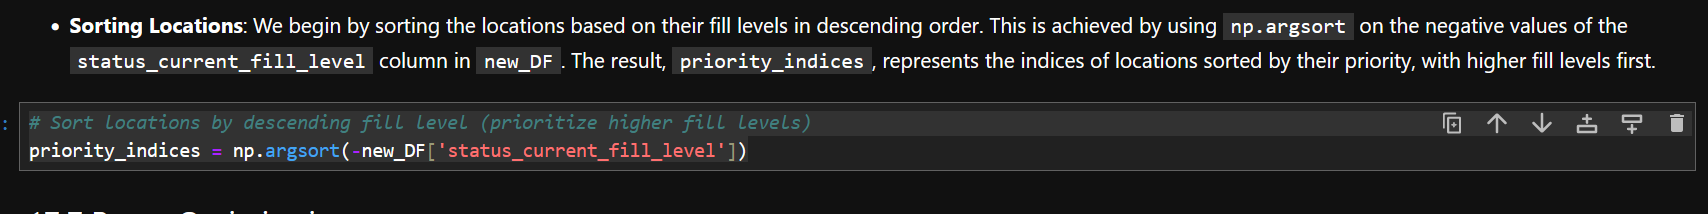 • Sorting Locations: We begin by sorting the locations based on their fill levels in descending order. This is achieved by using np.argsort on the negative values of the
status_current_fill_level column in new_DF . The result, priority_indices , represents the indices of locations sorted by their priority, with higher fill levels first.
: # Sort locations by descending fill level (prioritize higher fill levels)
priority_indices = np.argsort(-new_DF['status_current_fill_level'])